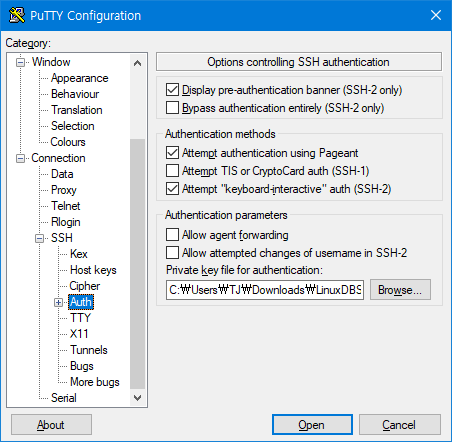 PuTTY Configuration
Category:
Window
Appearance
Behaviour
Translation
Selection
Colours
Connection
Data
Proxy
Telnet
Rlogin
SSH
Kex
Host keys
Cipher
Auth
TTY
X11
Tunnels
Bugs
More bugs
Serial
Options controlling SSH authentication
Display pre-authentication banner (SSH-2 only)
Bypass authentication entirely (SSH-2 only)
Authentication methods
Attempt authentication using Pageant
Attempt TIS or CryptoCard auth (SSH-1)
Attempt "keyboard-interactive" auth (SSH-2)
Authentication parameters
Allow agent forwarding
Allow attempted changes of username in SSH-2
Private key file for authentication:
C:₩Users₩TJ₩Downloads₩LinuxDBS
Browse...
About
Open
Cancel